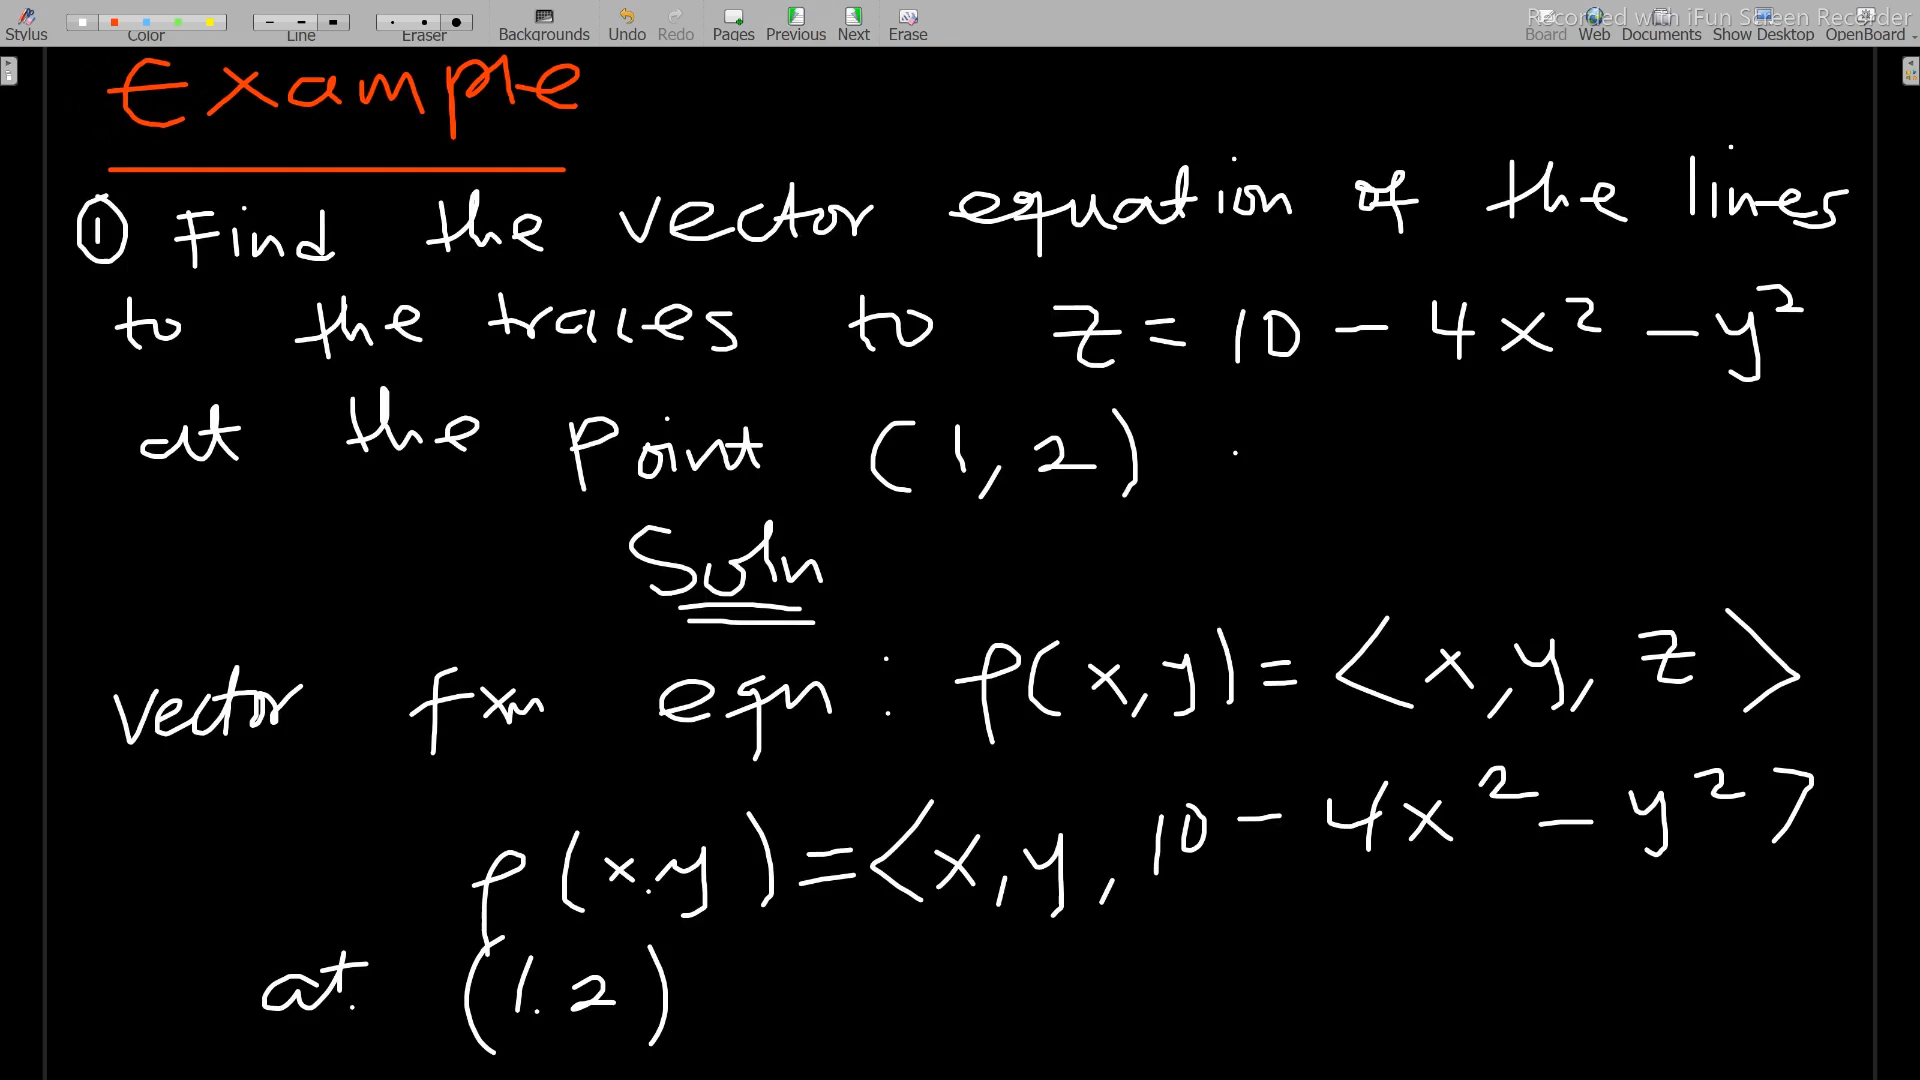 Recorded with iFun Screen Recorder
Stylus Color Line Eraser Backgrounds Undo Redo Pages Previous Next Erase Board Web Documents Show Desktop OpenBoard
Example
① Find the vector equation of the lines
to the traces to z = 10 - 4x² - y²
at the point (1, 2) .
Soln
vector fxn eqn : f(x, y) = <x, y, z>
f(x.y) = <x, y, 10 - 4x² - y²>
at. (1. 2)